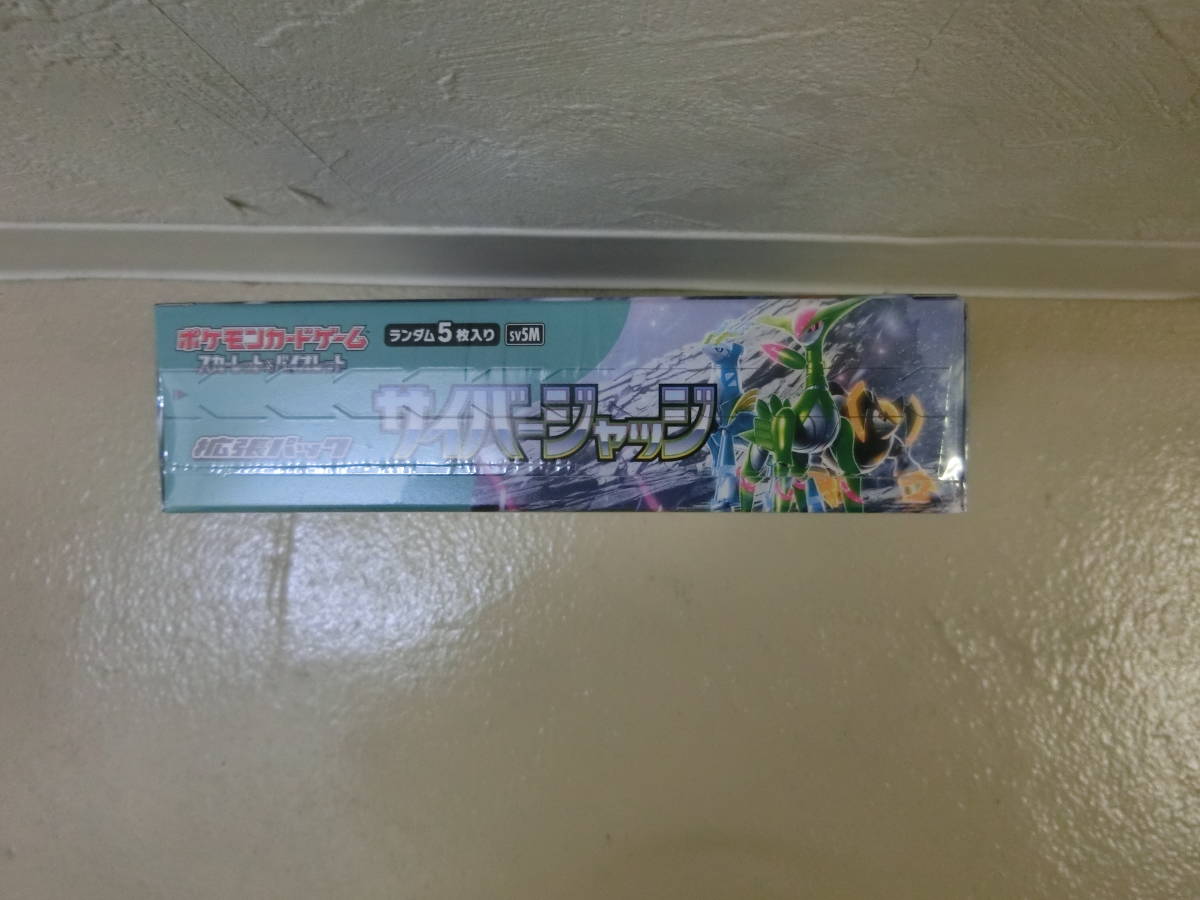 ポケモンカードゲーム
スカーレット&バイオレット
ランダム5枚入り
SV5M
拡張パック
サイバージャッジ